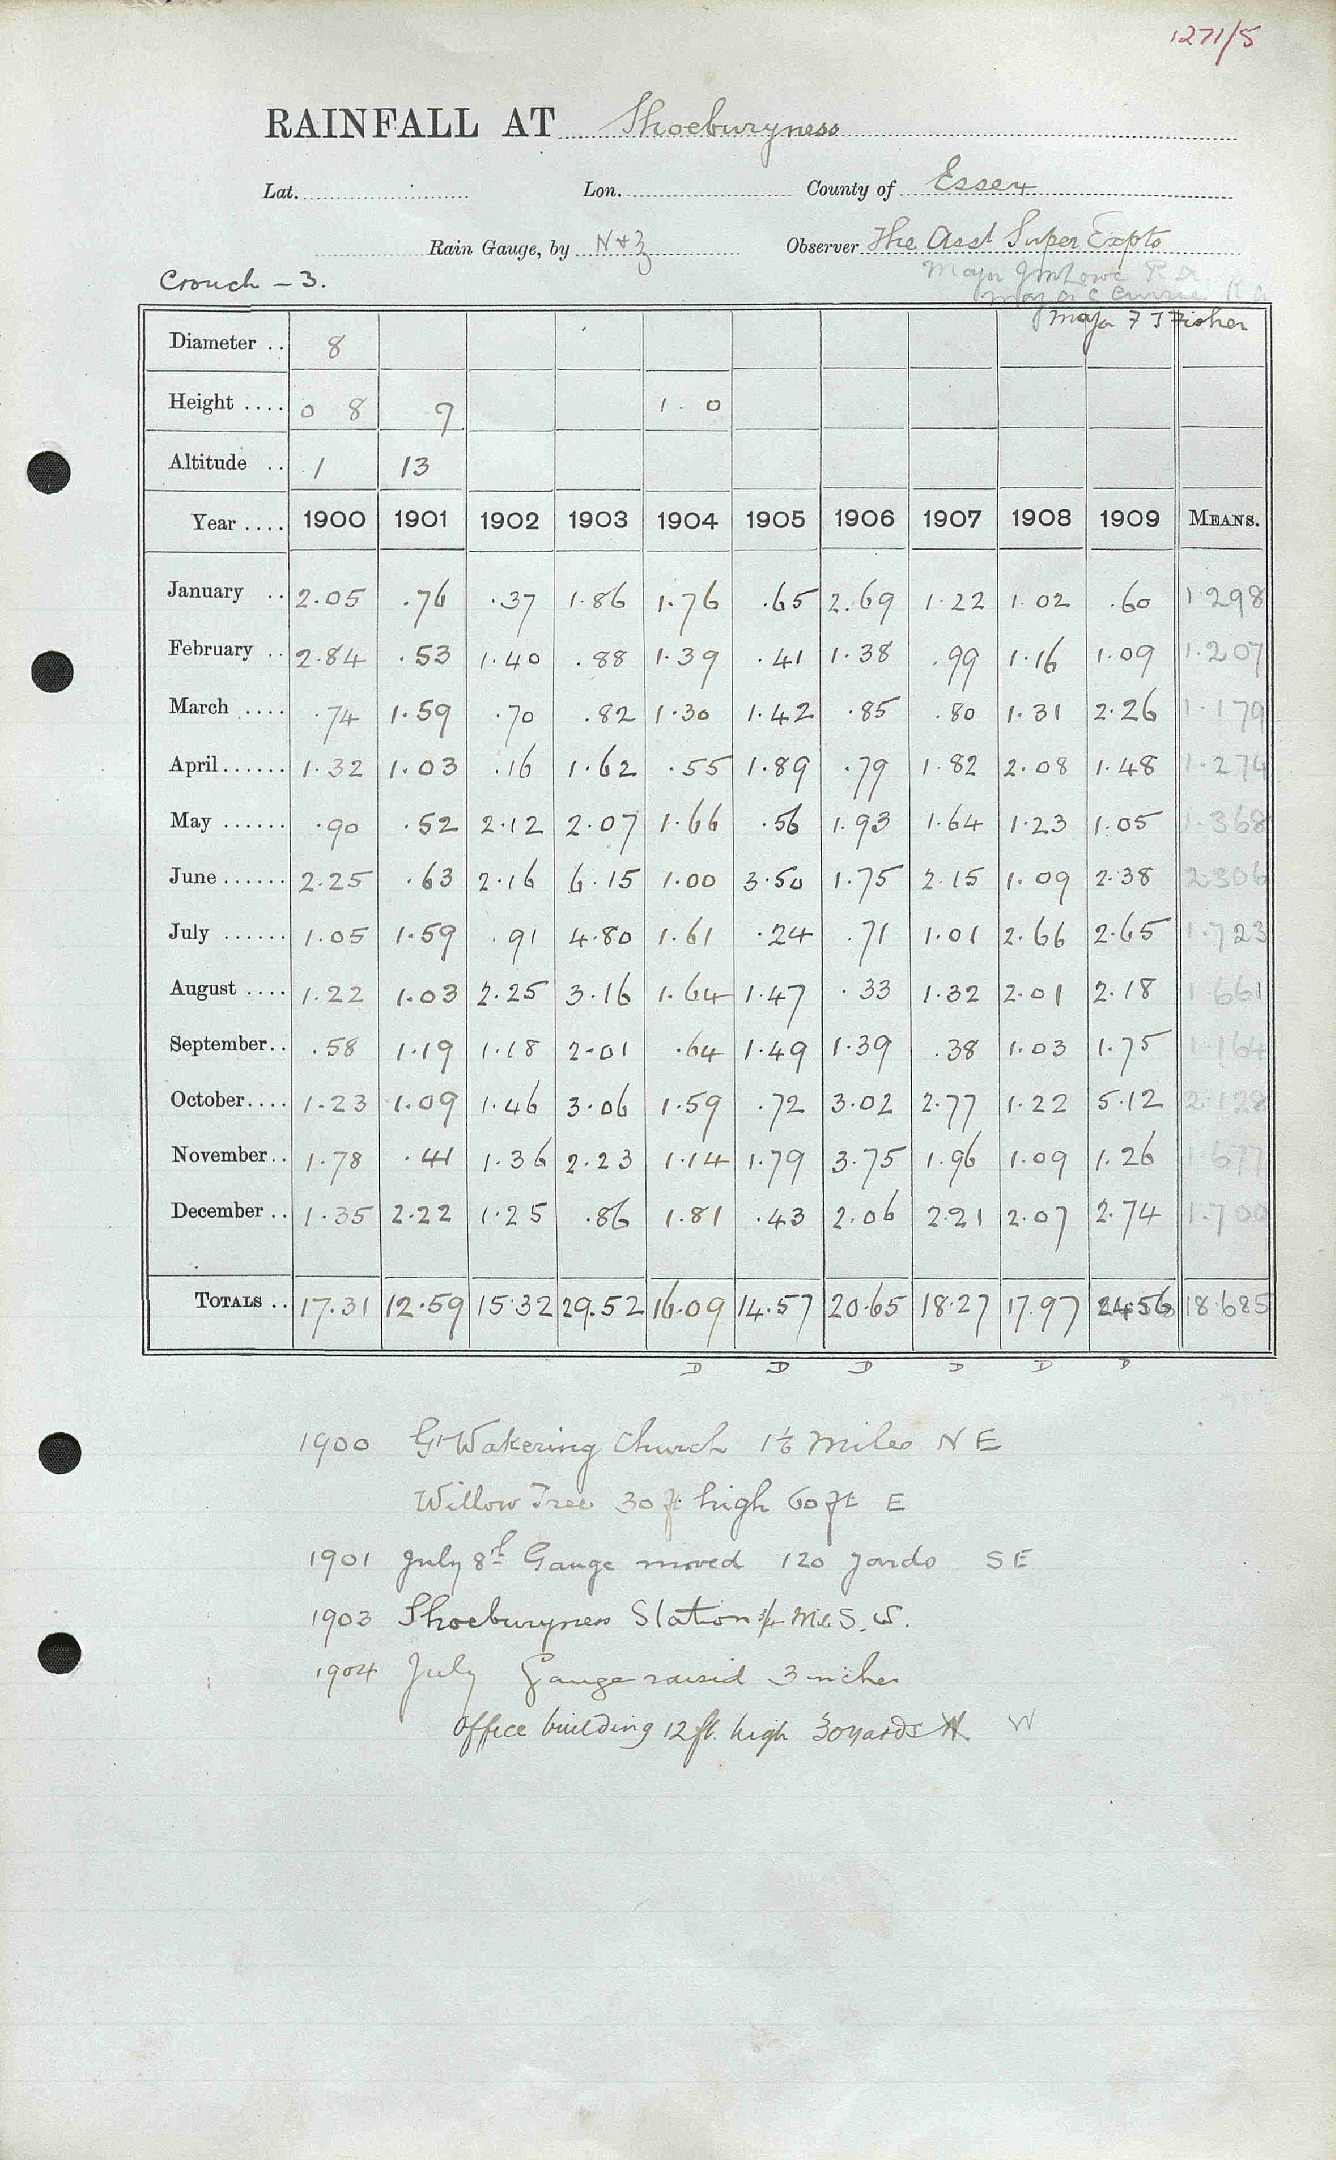 1271/5
RAINFALL AT Shoeburyness
Lat. Lon. County of Essex
Rain Gauge, by N & Z Observer The Asst Super Expts
Crouch - 3. Major
Major
Major F J Fisher
Diameter .. 8
Height .... 0 8 9 1. 0
Altitude .. 1 13
Year .... 1900 1901 1902 1903 1904 1905 1906 1907 1908 1909 MEANS.
January .. 2.05 .76 .37 1.86 1.76 .65 2.69 1.22 1.02 .60 1.298
February .. 2.84 .53 1.40 .88 1.39 .41 1.38 .99 1.16 1.09 1.207
March .... .74 1.59 .70 .82 1.30 1.42 .85 .80 1.31 2.26 1.179
April...... 1.32 1.03 .16 1.62 .55 1.89 .79 1.82 2.08 1.48 1.274
May ...... .90 .52 2.12 2.07 1.66 .56 1.93 1.64 1.23 1.05 1.368
June ...... 2.25 .63 2.16 6.15 1.00 3.50 1.75 2.15 1.09 2.38 2.306
July ...... 1.05 1.59 .91 4.80 1.61 .24 .71 1.01 2.66 2.65 1.723
August .... 1.22 1.03 2.25 3.16 1.64 1.47 .33 1.32 2.01 2.18 1.661
September.. .58 1.19 1.18 2.01 .64 1.49 1.39 .38 1.03 1.75 1.164
October.... 1.23 1.09 1.46 3.06 1.59 .72 3.02 2.77 1.22 5.12 2.128
November.. 1.78 .41 1.36 2.23 1.14 1.79 3.75 1.96 1.09 1.26 1.677
December .. 1.35 2.22 1.25 .86 1.81 .43 2.06 2.21 2.07 2.74 1.700
TOTALS .. 17.31 12.59 15.32 29.52 16.09 14.57 20.65 18.27 17.97 24.56 18.685
D D D D D D
1900 Gt Wakering Church 1½ miles N E
Willow Tree 30 ft high 60 ft E
1901 July 8th Gauge moved 120 yards S E
1903 Shoeburyness Station ¾ Mile S. W.
1904 July Gauge raised 3 inches
Office building 12 ft. high 30 yards W